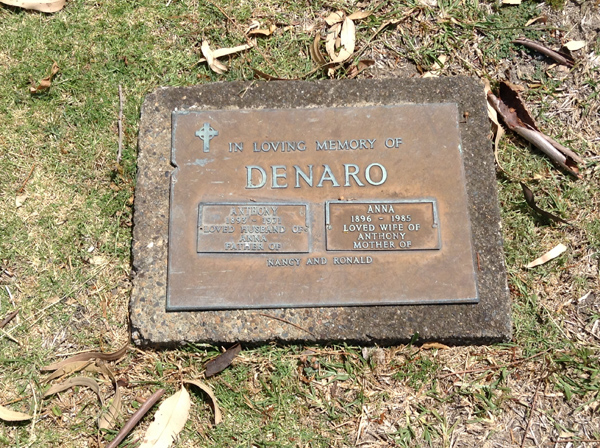 IN LOVING MEMORY OF
DENARO
ANTHONY
LOVED HUSBAND OF
ANNA
FATHER OF
ANNA
1896 - 1985
LOVED WIFE OF
ANTHONY
MOTHER OF
NANCY AND RONALD